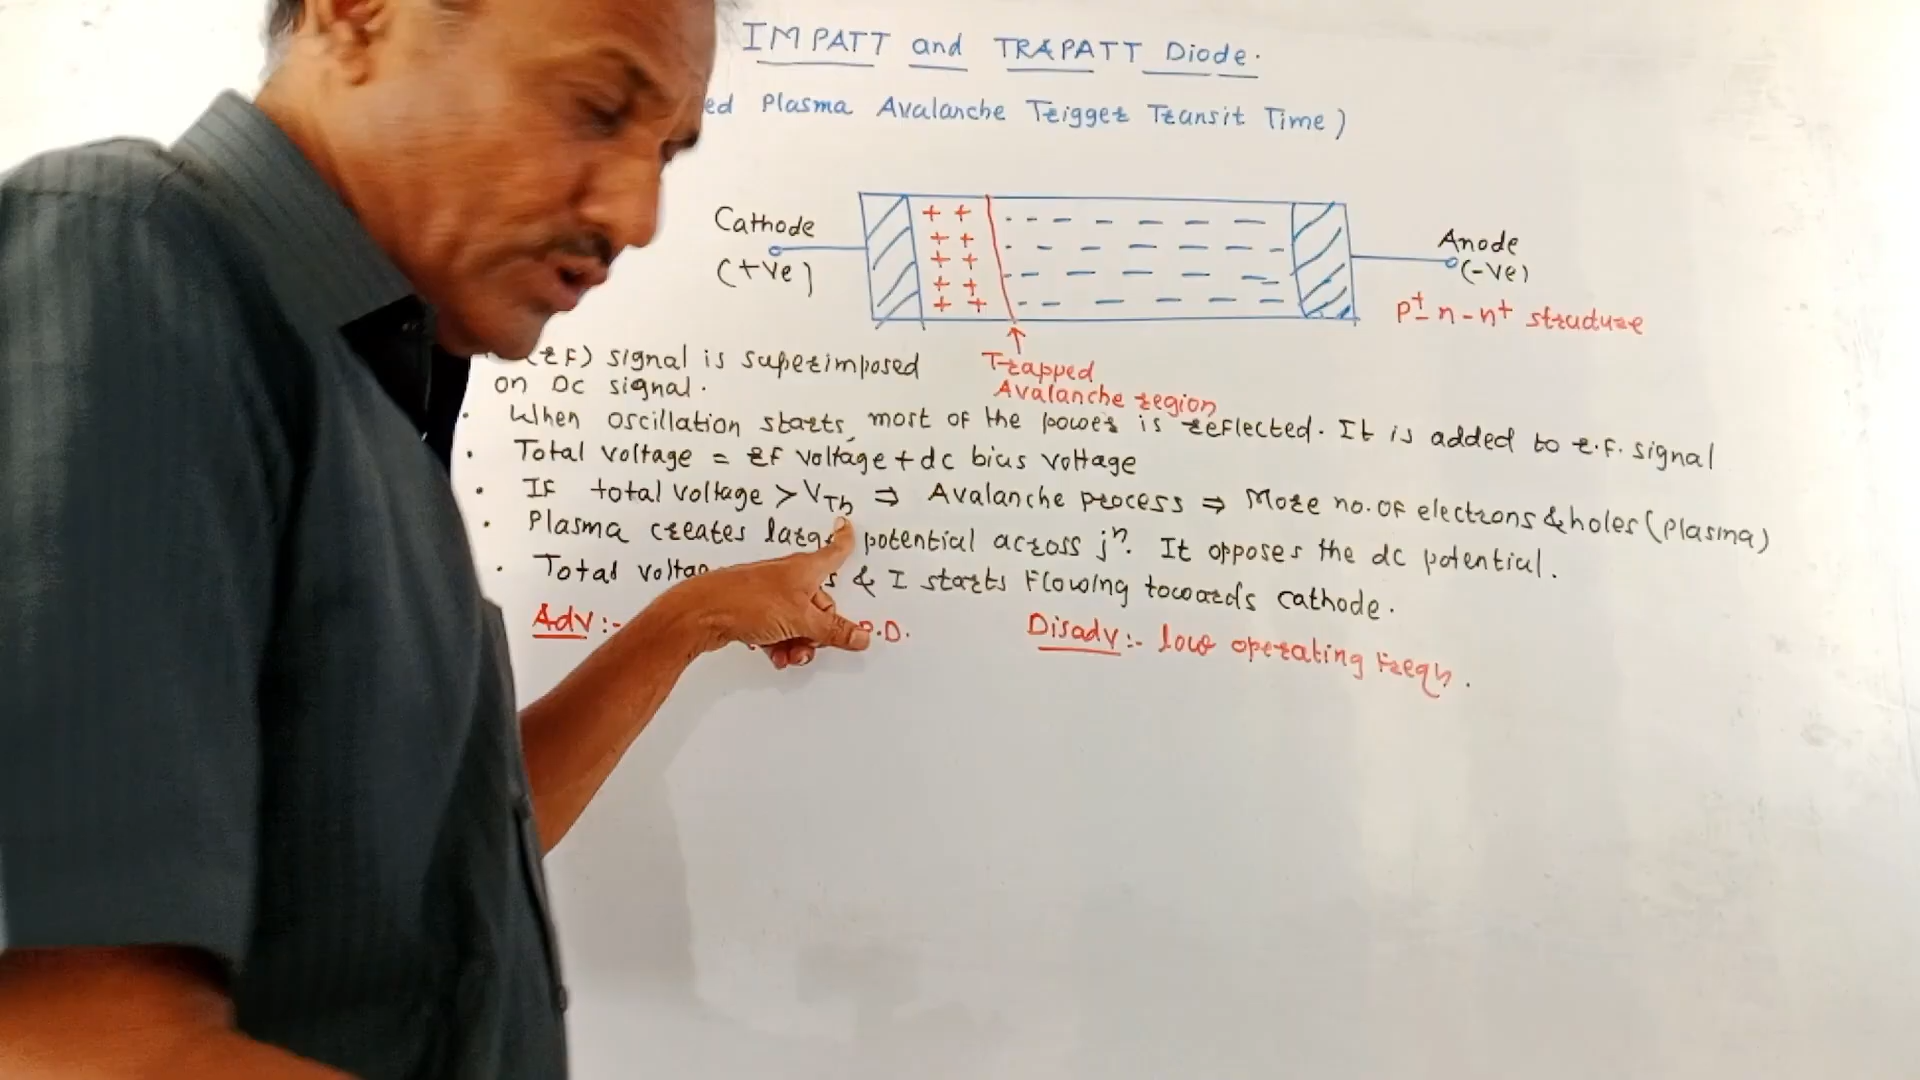 IMPATT and TRAPATT Diode.
ed Plasma Avalanche Trigger Transit Time)
Cathode
(+ve)
+ +
+ +
+ +
+ +
+ +
Anode
(-ve)
P+-n-n+ structure
Trapped
Avalanche region
(rF) signal is superimposed
on DC signal.
• When oscillation starts, most of the power is reflected. It is added to r.F. signal
• Total voltage = rF voltage + dc bias voltage
• IF total voltage > VTh ⇒ Avalanche process ⇒ More no. of electrons & holes (plasma)
• Plasma creates large potential across jn. It opposes the dc potential.
• Total & I starts Flowing towards cathode.
Adv:- P.D.
Disadv:- low operating Freqn.